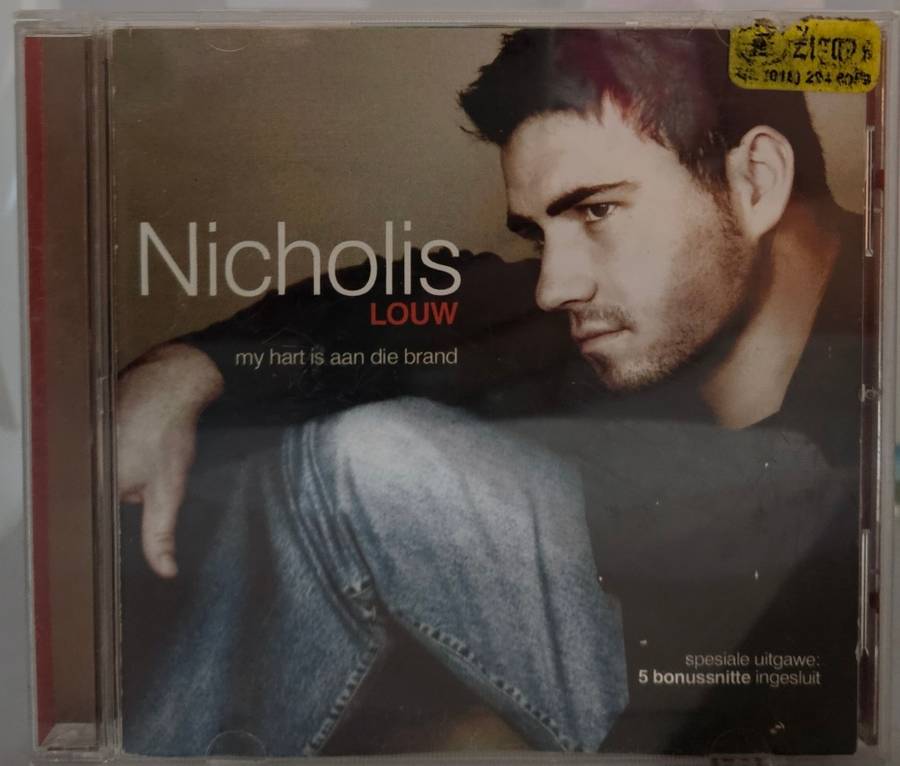 Nicholis
LOUW
my hart is aan die brand
spesiale uitgawe:
5 bonussnitte ingesluit